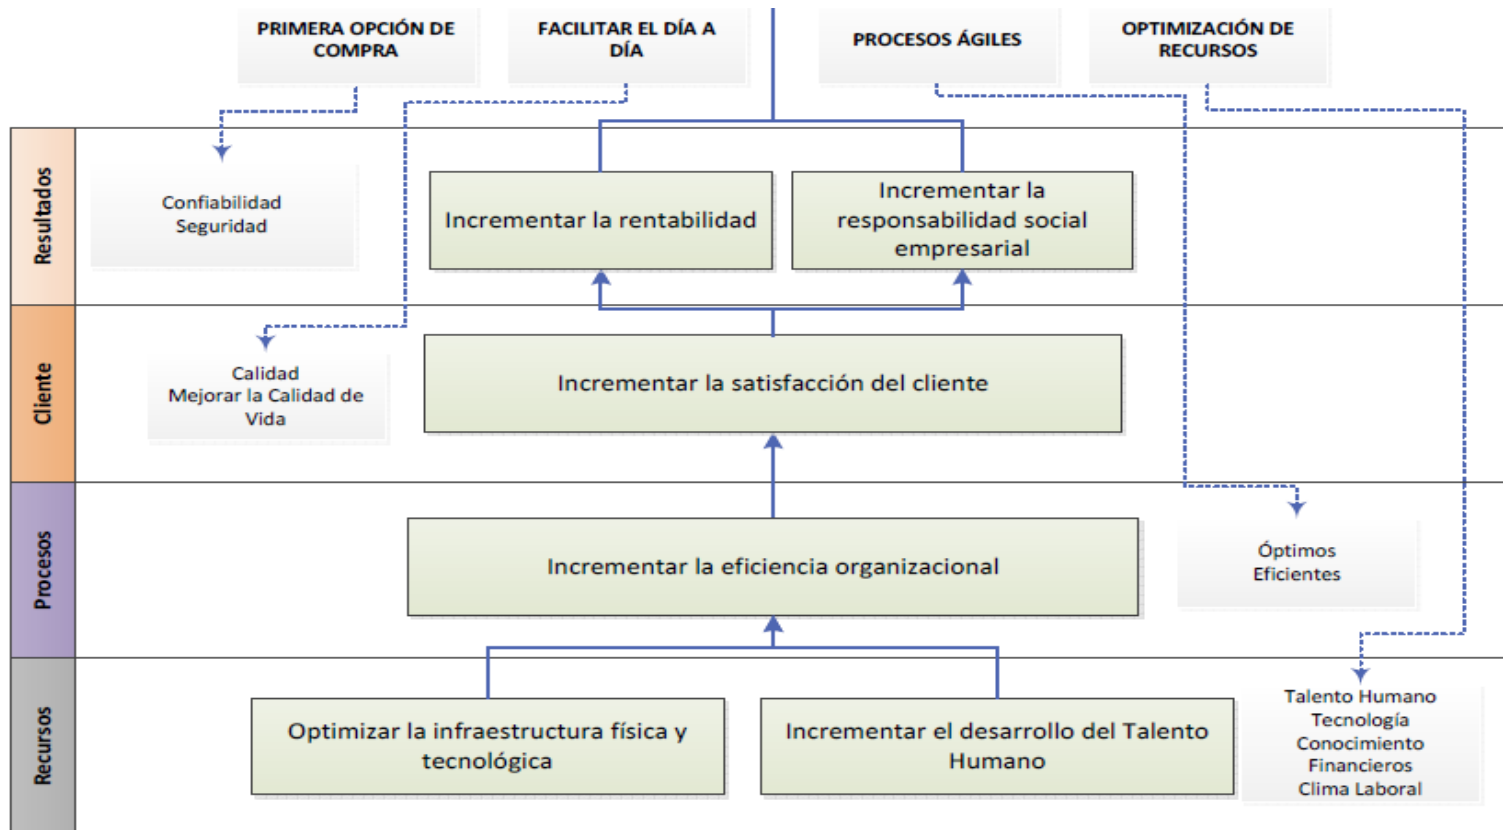 PRIMERA OPCIÓN DE
COMPRA
FACILITAR EL DÍA A
DÍA
PROCESOS ÁGILES
OPTIMIZACIÓN DE
RECURSOS
Resultados
Confiabilidad
Seguridad
Incrementar la rentabilidad
Incrementar la
responsabilidad social
empresarial
Cliente
Calidad
Mejorar la Calidad de
Vida
Incrementar la satisfacción del cliente
Procesos
Incrementar la eficiencia organizacional
Óptimos
Eficientes
Recursos
Optimizar la infraestructura física y
tecnológica
Incrementar el desarrollo del Talento
Humano
Talento Humano
Tecnología
Conocimiento
Financieros
Clima Laboral